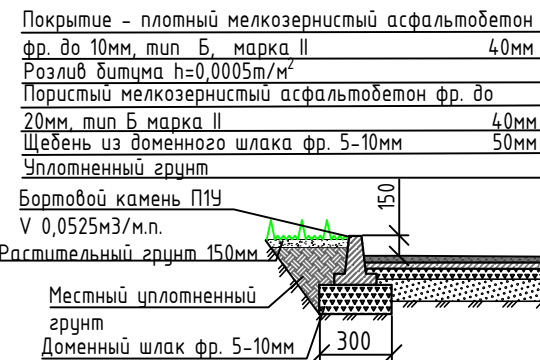 Покрытие - плотный мелкозернистый асфальтобетон
фр. до 10мм, тип Б, марка II 40мм
Розлив битума h=0,0005т/м²
Пористый мелкозернистый асфальтобетон фр. до
20мм, тип Б марка II 40мм
Щебень из доменного шлака фр. 5-10мм 50мм
Уплотненный грунт
Бортовой камень П1У
V 0,0525м3/м.п.
Растительный грунт 150мм
Местный уплотненный
грунт
Доменный шлак фр. 5-10мм
150
300